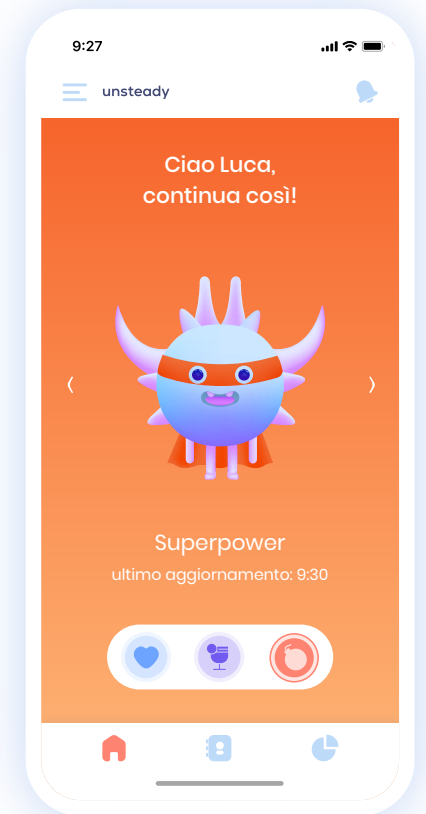 9:27
unsteady
Ciao Luca,
continua così!
Superpower
ultimo aggiornamento: 9:30